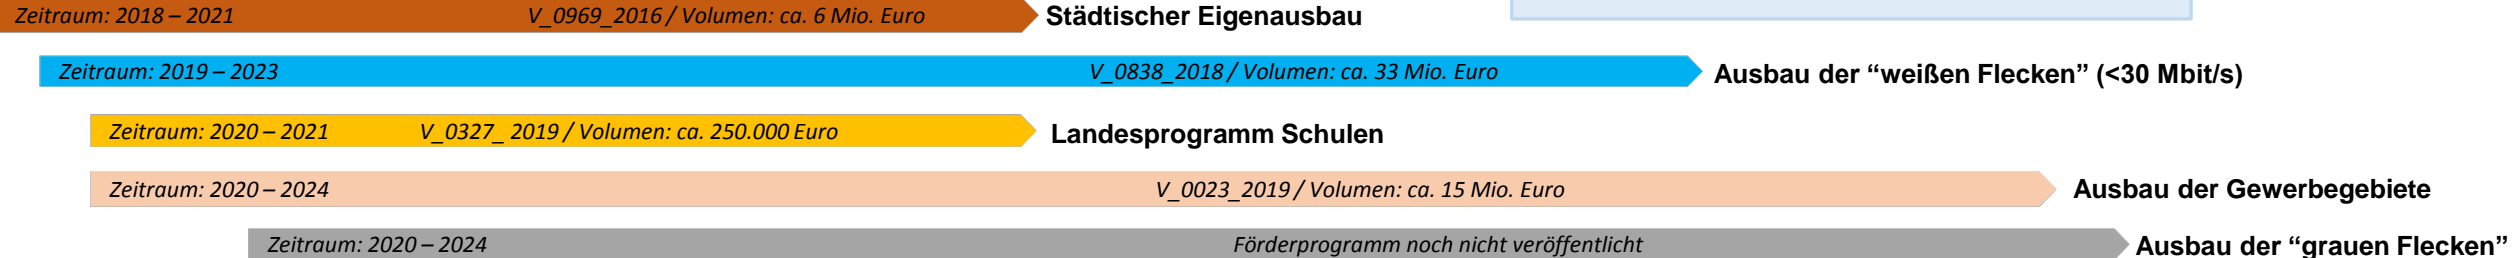 Zeitraum: 2018 – 2021 V_0969_2016 / Volumen: ca. 6 Mio. Euro Städtischer Eigenausbau
Zeitraum: 2019 – 2023 V_0838_2018 / Volumen: ca. 33 Mio. Euro Ausbau der “weißen Flecken” (<30 Mbit/s)
Zeitraum: 2020 – 2021 V_0327_ 2019 / Volumen: ca. 250.000 Euro Landesprogramm Schulen
Zeitraum: 2020 – 2024 V_0023_2019 / Volumen: ca. 15 Mio. Euro Ausbau der Gewerbegebiete
Zeitraum: 2020 – 2024 Förderprogramm noch nicht veröffentlicht Ausbau der “grauen Flecken”